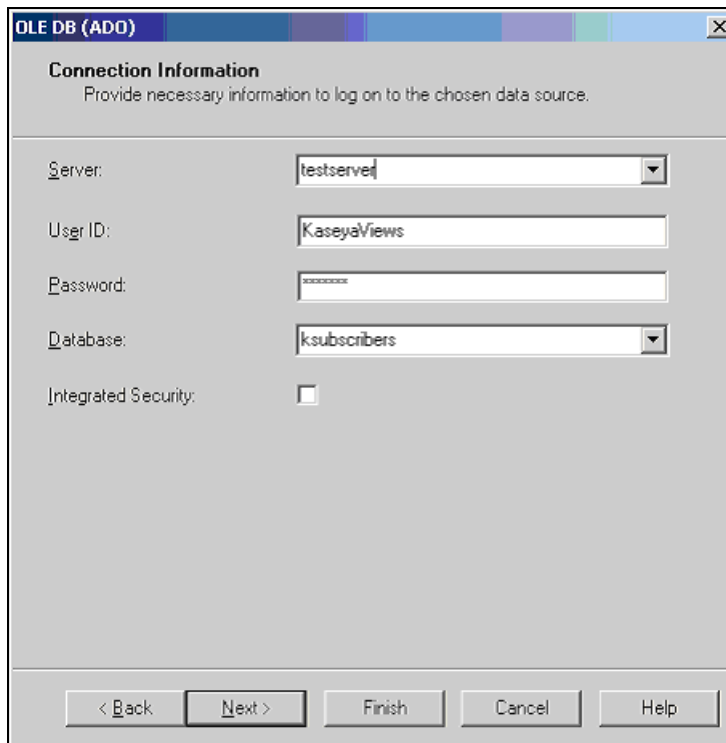 OLE DB (ADO)
Connection Information
Provide necessary information to log on to the chosen data source.
Server: testserver
User ID: KaseyaViews
Password: *******
Database: ksubscribers
Integrated Security:
< Back Next > Finish Cancel Help